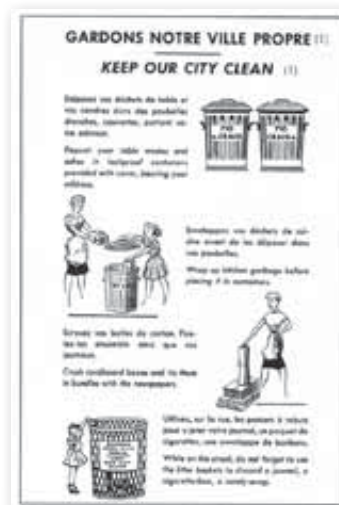 GARDONS NOTRE VILLE PROPRE (1)
KEEP OUR CITY CLEAN (1)
Déposez vos déchets de table et
vos cendres dans des poubelles
étanches, couvertes, portant vo-
tre adresse.
Deposit your table wastes and
ashes in leakproof containers
provided with cover, bearing your
address.
Enveloppez vos déchets de cui-
sine avant de les déposer dans
vos poubelles.
Wrap up kitchen garbage before
placing it in containers.
Écrasez vos boîtes de carton. Fice-
lez-les ensemble ainsi que vos
journaux.
Crush cardboard boxes and tie them
in bundles with the newspapers.
Utilisez, sur la rue, les paniers à rebuts
pour y jeter votre journal, un paquet de
cigarettes, une enveloppe de bonbons.
While on the street, do not forget to use
the litter baskets to discard a journal, a
cigarette-box, a candy-wrap.